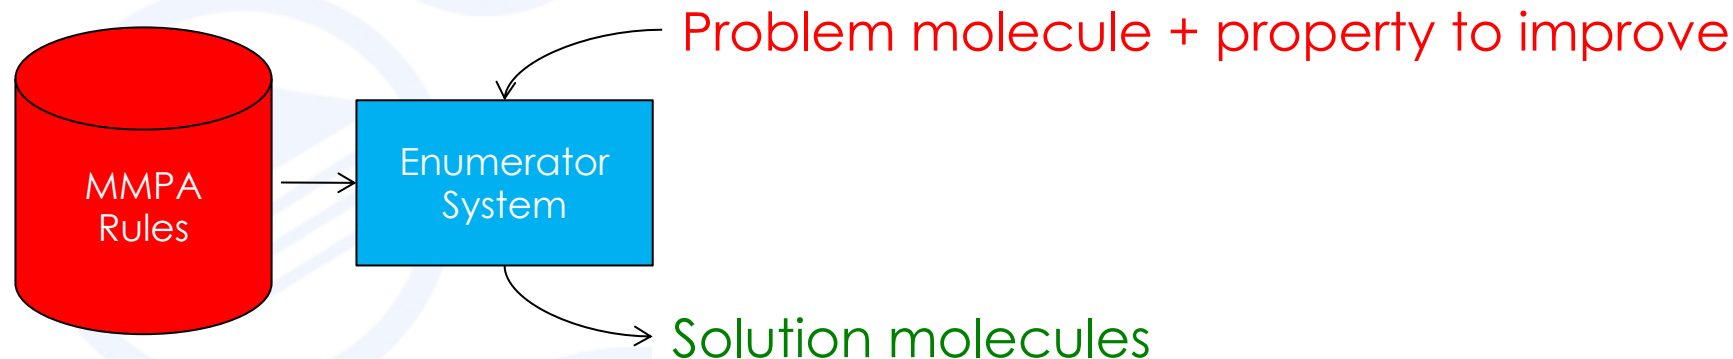 Problem molecule + property to improve
MMPA
Rules
Enumerator
System
Solution molecules